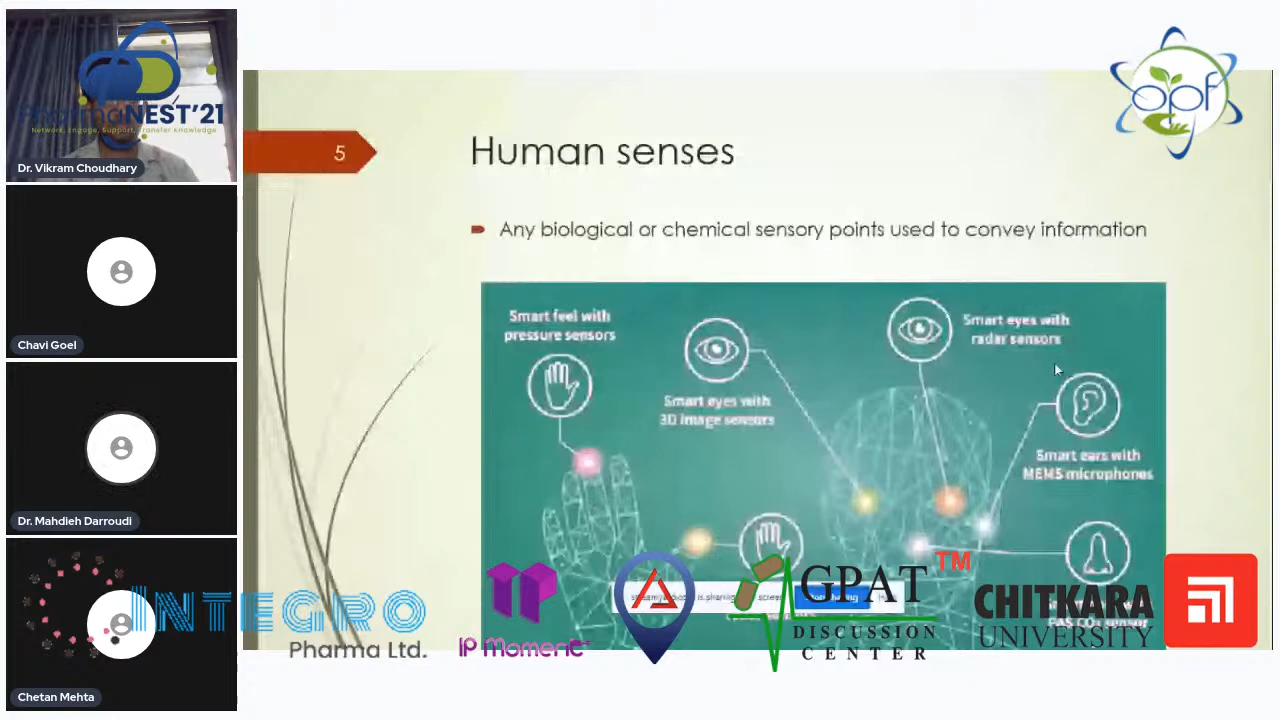 PharmaNEST'21
Network, Engage, Support, Transfer Knowledge
Dr. Vikram Choudhary
Chavi Goel
Dr. Mahdieh Darroudi
Chetan Mehta
5
Human senses
opf
Any biological or chemical sensory points used to convey information
Smart feel with
pressure sensors
Smart eyes with
3D image sensors
Smart eyes with
radar sensors
Smart ears with
MEMS microphones
INTEGRO
Pharma Ltd.
IP Moment
GPAT TM
DISCUSSION
CENTER
CHITKARA
UNIVERSITY